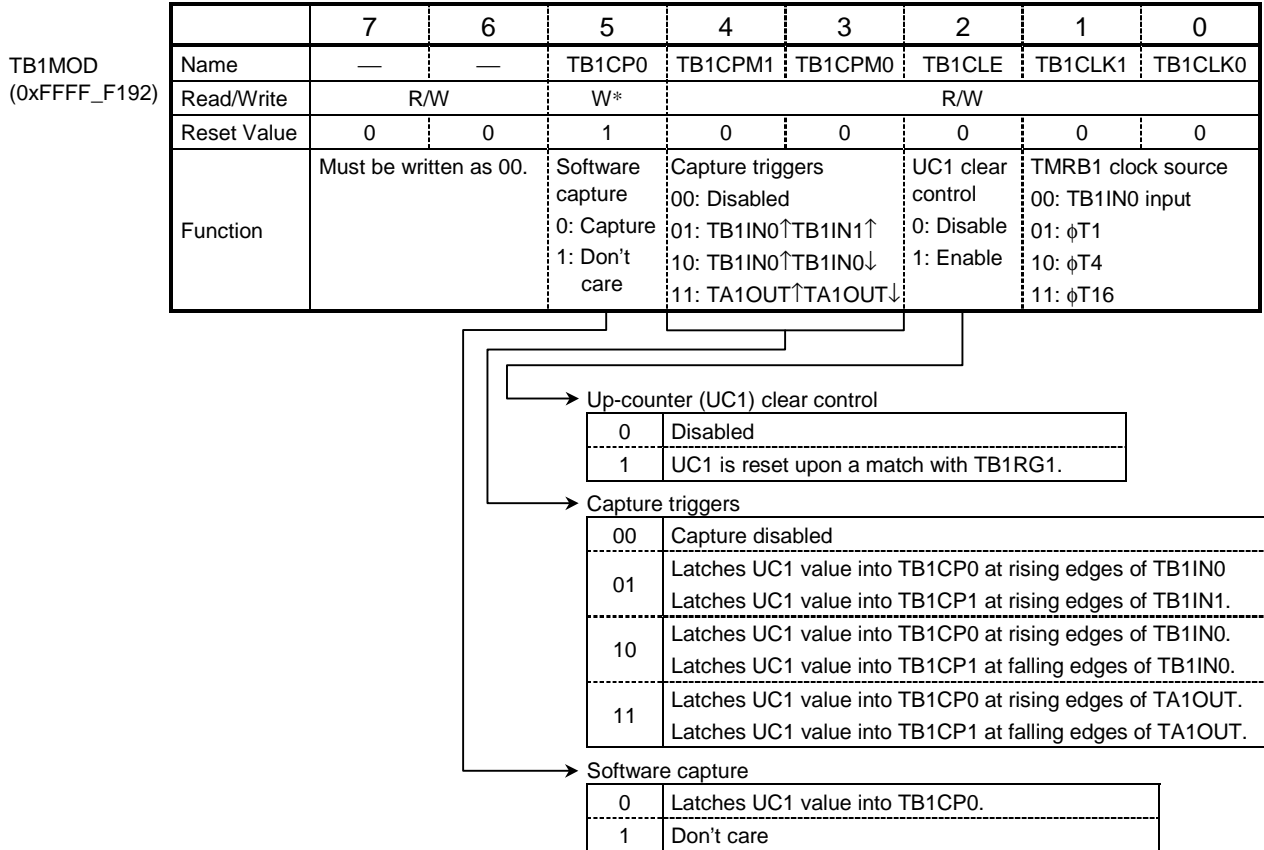 7 6 5 4 3 2 1 0
TB1MOD
(0xFFFF_F192)
Name — — TB1CP0 TB1CPM1 TB1CPM0 TB1CLE TB1CLK1 TB1CLK0
Read/Write R/W W* R/W
Reset Value 0 0 1 0 0 0 0 0
Function
Must be written as 00.
Software
capture
0: Capture
1: Don't
care
Capture triggers
00: Disabled
01: TB1IN0↑TB1IN1↑
10: TB1IN0↑TB1IN0↓
11: TA1OUT↑TA1OUT↓
UC1 clear
control
0: Disable
1: Enable
TMRB1 clock source
00: TB1IN0 input
01: ϕT1
10: ϕT4
11: ϕT16
Up-counter (UC1) clear control
0 Disabled
1 UC1 is reset upon a match with TB1RG1.
Capture triggers
00 Capture disabled
01
Latches UC1 value into TB1CP0 at rising edges of TB1IN0
Latches UC1 value into TB1CP1 at rising edges of TB1IN1.
10
Latches UC1 value into TB1CP0 at rising edges of TB1IN0.
Latches UC1 value into TB1CP1 at falling edges of TB1IN0.
11
Latches UC1 value into TB1CP0 at rising edges of TA1OUT.
Latches UC1 value into TB1CP1 at falling edges of TA1OUT.
Software capture
0 Latches UC1 value into TB1CP0.
1 Don't care